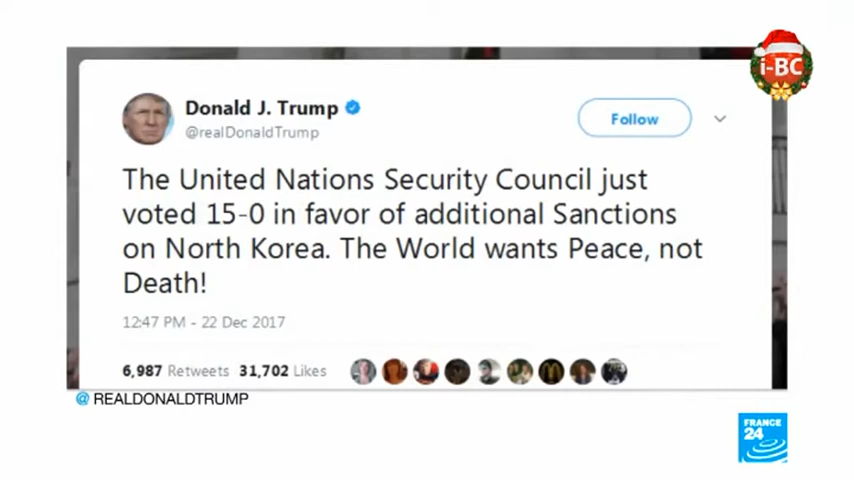 i-BC
Donald J. Trump
@realDonaldTrump
Follow
The United Nations Security Council just
voted 15-0 in favor of additional Sanctions
on North Korea. The World wants Peace, not
Death!
12:47 PM - 22 Dec 2017
6,987 Retweets 31,702 Likes
@ REALDONALDTRUMP
FRANCE
24